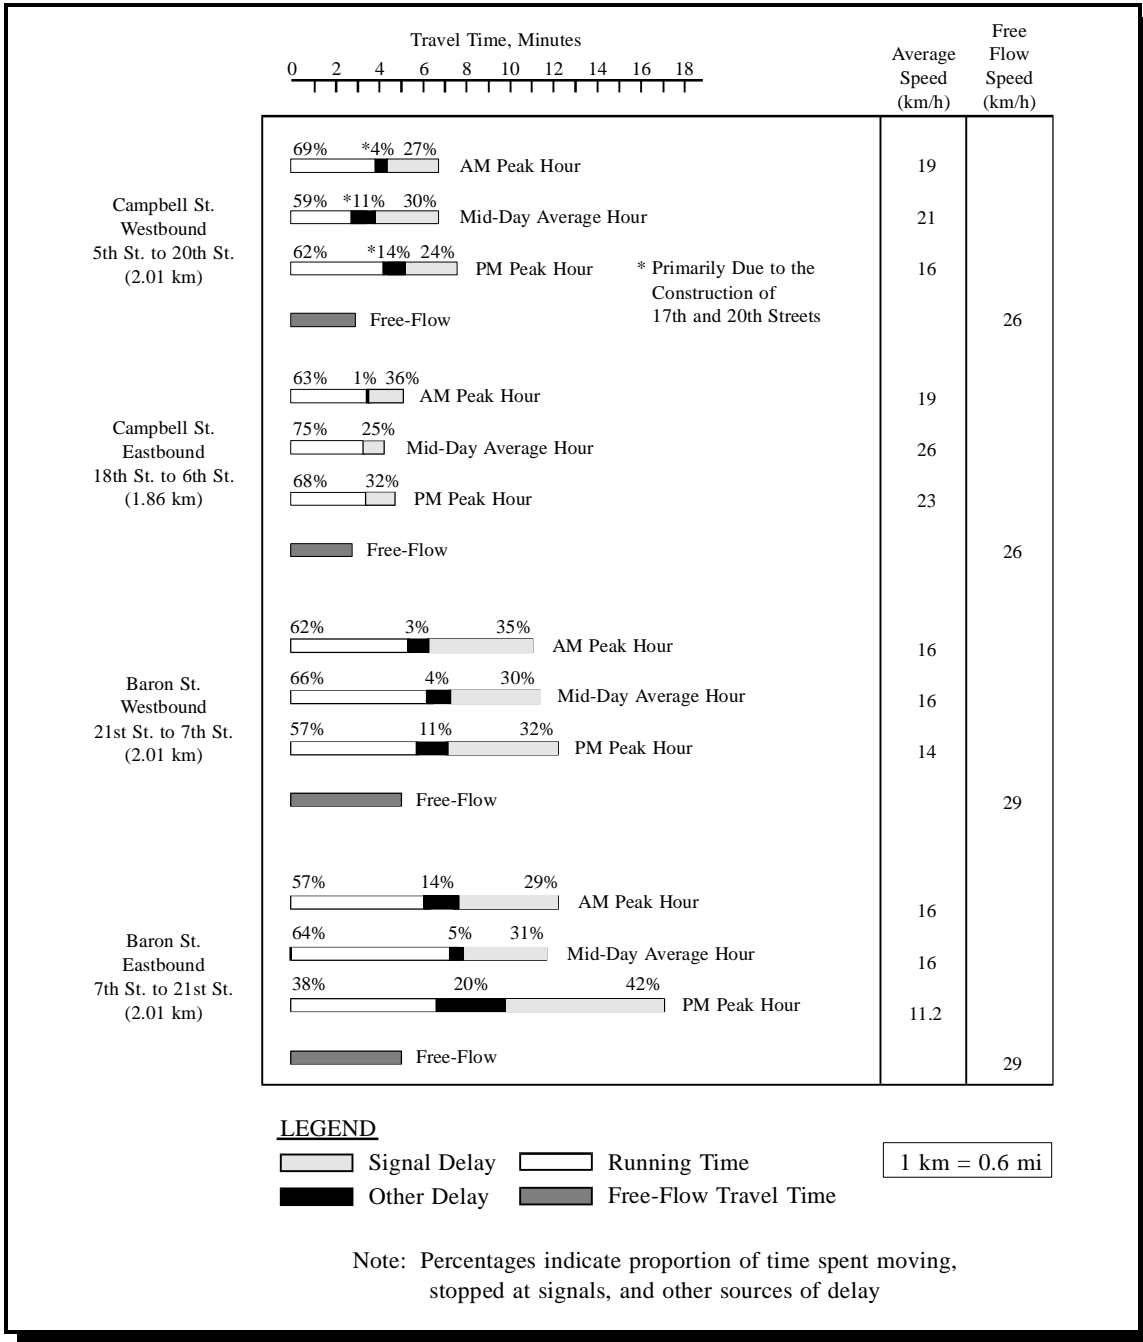 Travel Time, Minutes
0 2 4 6 8 10 12 14 16 18
Average
Speed
(km/h)
Free
Flow
Speed
(km/h)
Campbell St.
Westbound
5th St. to 20th St.
(2.01 km)
69% *4% 27%
AM Peak Hour
19
59% *11% 30%
Mid-Day Average Hour
21
62% *14% 24%
PM Peak Hour
16
* Primarily Due to the
Construction of
17th and 20th Streets
Free-Flow
26
Campbell St.
Eastbound
18th St. to 6th St.
(1.86 km)
63% 1% 36%
AM Peak Hour
19
75% 25%
Mid-Day Average Hour
26
68% 32%
PM Peak Hour
23
Free-Flow
26
Baron St.
Westbound
21st St. to 7th St.
(2.01 km)
62% 3% 35%
AM Peak Hour
16
66% 4% 30%
Mid-Day Average Hour
16
57% 11% 32%
PM Peak Hour
14
Free-Flow
29
Baron St.
Eastbound
7th St. to 21st St.
(2.01 km)
57% 14% 29%
AM Peak Hour
16
64% 5% 31%
Mid-Day Average Hour
16
38% 20% 42%
PM Peak Hour
11.2
Free-Flow
29
LEGEND
Signal Delay
Running Time
Other Delay
Free-Flow Travel Time
1 km = 0.6 mi
Note: Percentages indicate proportion of time spent moving,
stopped at signals, and other sources of delay